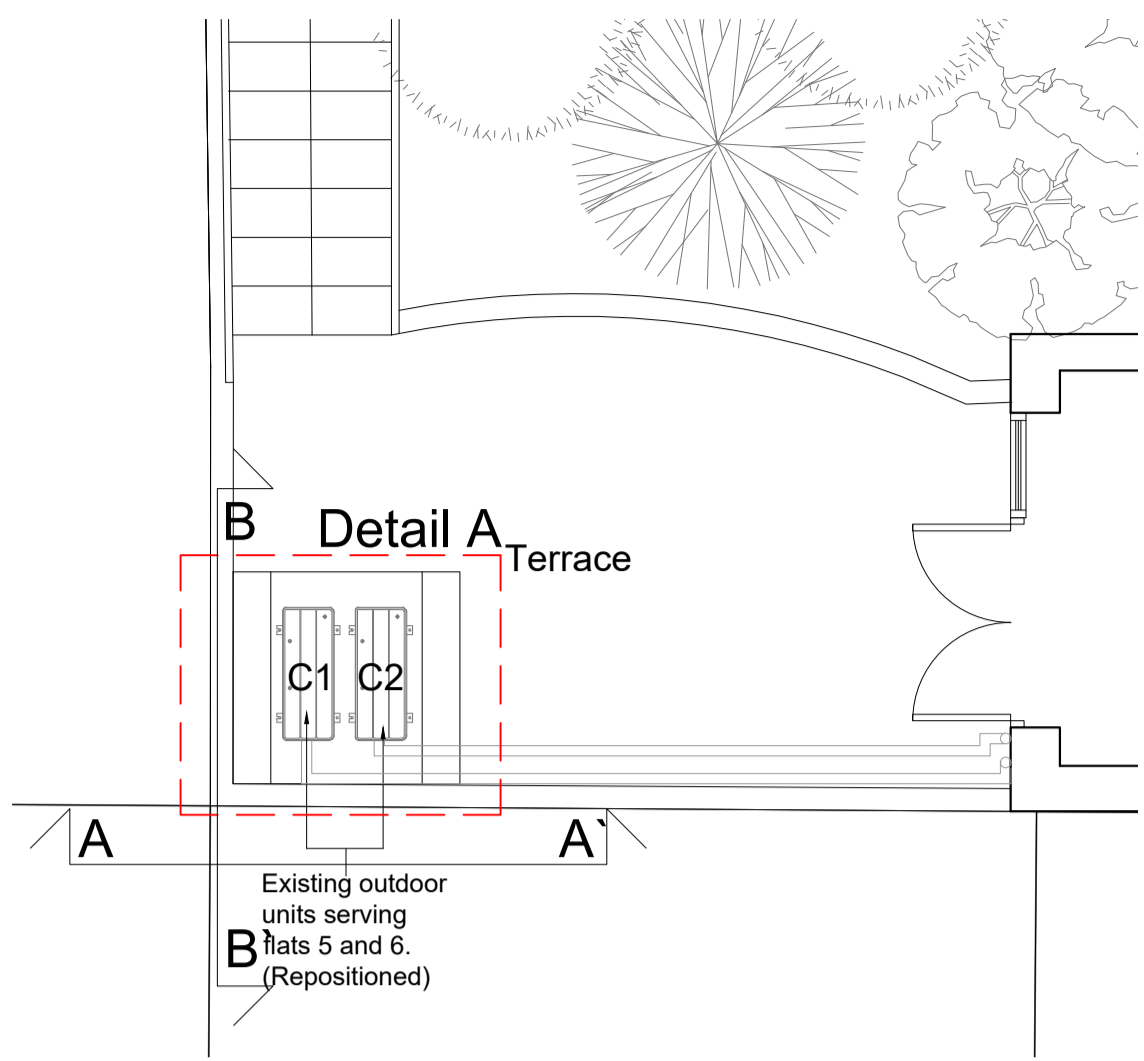 B
Detail A
Terrace
C1
C2
A
A`
Existing outdoor
units serving
flats 5 and 6.
(Repositioned)
B`